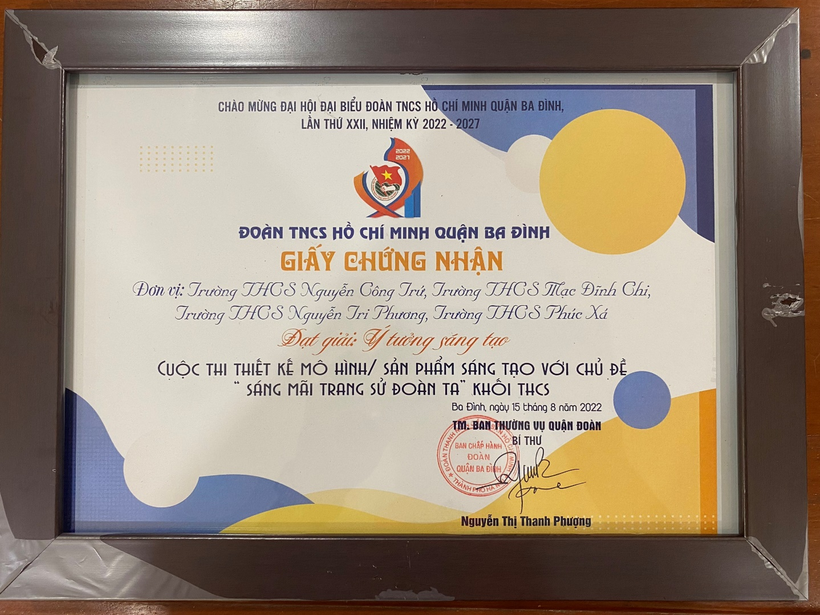 CHÀO MỪNG ĐẠI HỘI ĐẠI BIỂU ĐOÀN TNCS HỒ CHÍ MINH QUẬN BA ĐÌNH,
LẦN THỨ XXII, NHIỆM KỲ 2022 - 2027
2022
2027
ĐOÀN TNCS HỒ CHÍ MINH QUẬN BA ĐÌNH
GIẤY CHỨNG NHẬN
Đơn vị: Trường THCS Nguyễn Công Trứ, Trường THCS Mạc Đĩnh Chi,
Trường THCS Nguyễn Tri Phương, Trường THCS Phúc Xá
Đạt giải: Ý tưởng sáng tạo
CUỘC THI THIẾT KẾ MÔ HÌNH/ SẢN PHẨM SÁNG TẠO VỚI CHỦ ĐỀ
“ SÁNG MÃI TRANG SỬ ĐOÀN TA” KHỐI THCS
Ba Đình, ngày 15 tháng 8 năm 2022
TM. BAN THƯỜNG VỤ QUẬN ĐOÀN
BÍ THƯ
BAN CHẤP HÀNH
ĐOÀN
QUẬN BA ĐÌNH
Nguyễn Thị Thanh Phượng